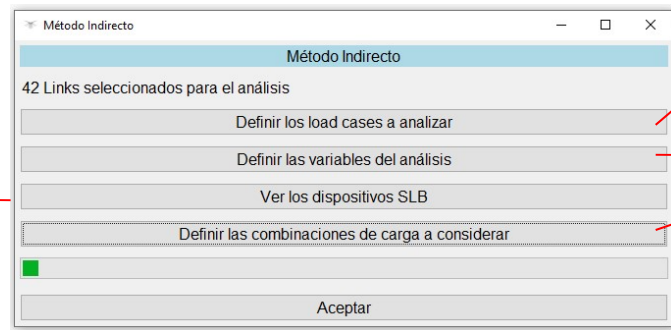 Método Indirecto
Método Indirecto
42 Links seleccionados para el análisis
Definir los load cases a analizar
Definir las variables del análisis
Ver los dispositivos SLB
Definir las combinaciones de carga a considerar
Aceptar